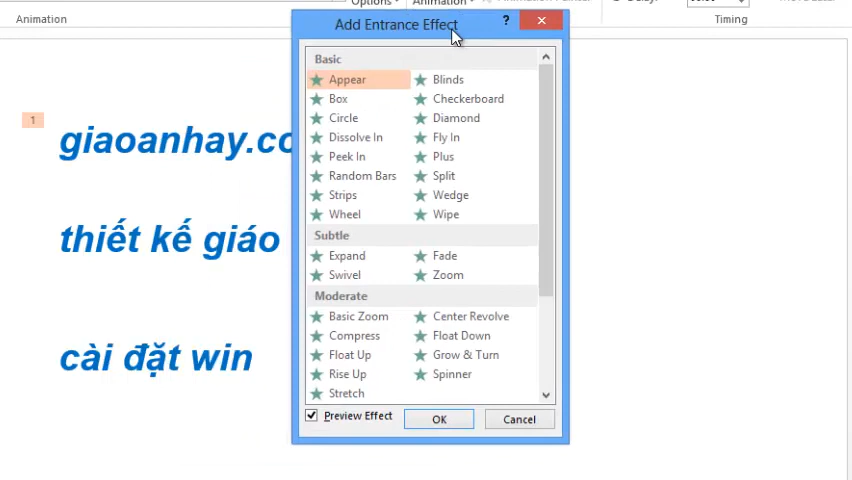 Options
Animation
Delay:
Animation
Timing
Add Entrance Effect
?
Basic
Appear
Blinds
Box
Checkerboard
Circle
Diamond
Dissolve In
Fly In
Peek In
Plus
Random Bars
Split
Strips
Wedge
Wheel
Wipe
Subtle
Expand
Fade
Swivel
Zoom
Moderate
Basic Zoom
Center Revolve
Compress
Float Down
Float Up
Grow & Turn
Rise Up
Spinner
Stretch
Preview Effect
OK
Cancel
1
giaoanhay.co
thiết kế giáo
cài đặt win